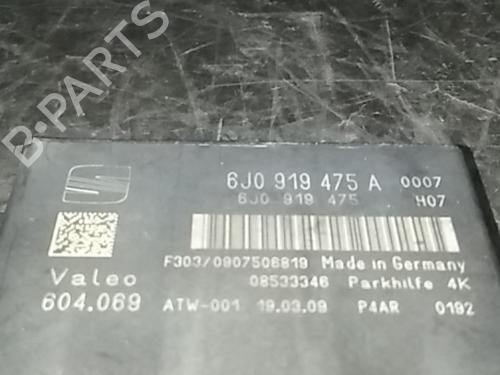 B-PARTS
6J0 919 475 A 0007
6J0 919 475 H07
F303/0907506819 Made in Germany
Valeo 08533346 Parkhilfe 4K
604.069 ATW-001 19.03.09 P4AR 0192